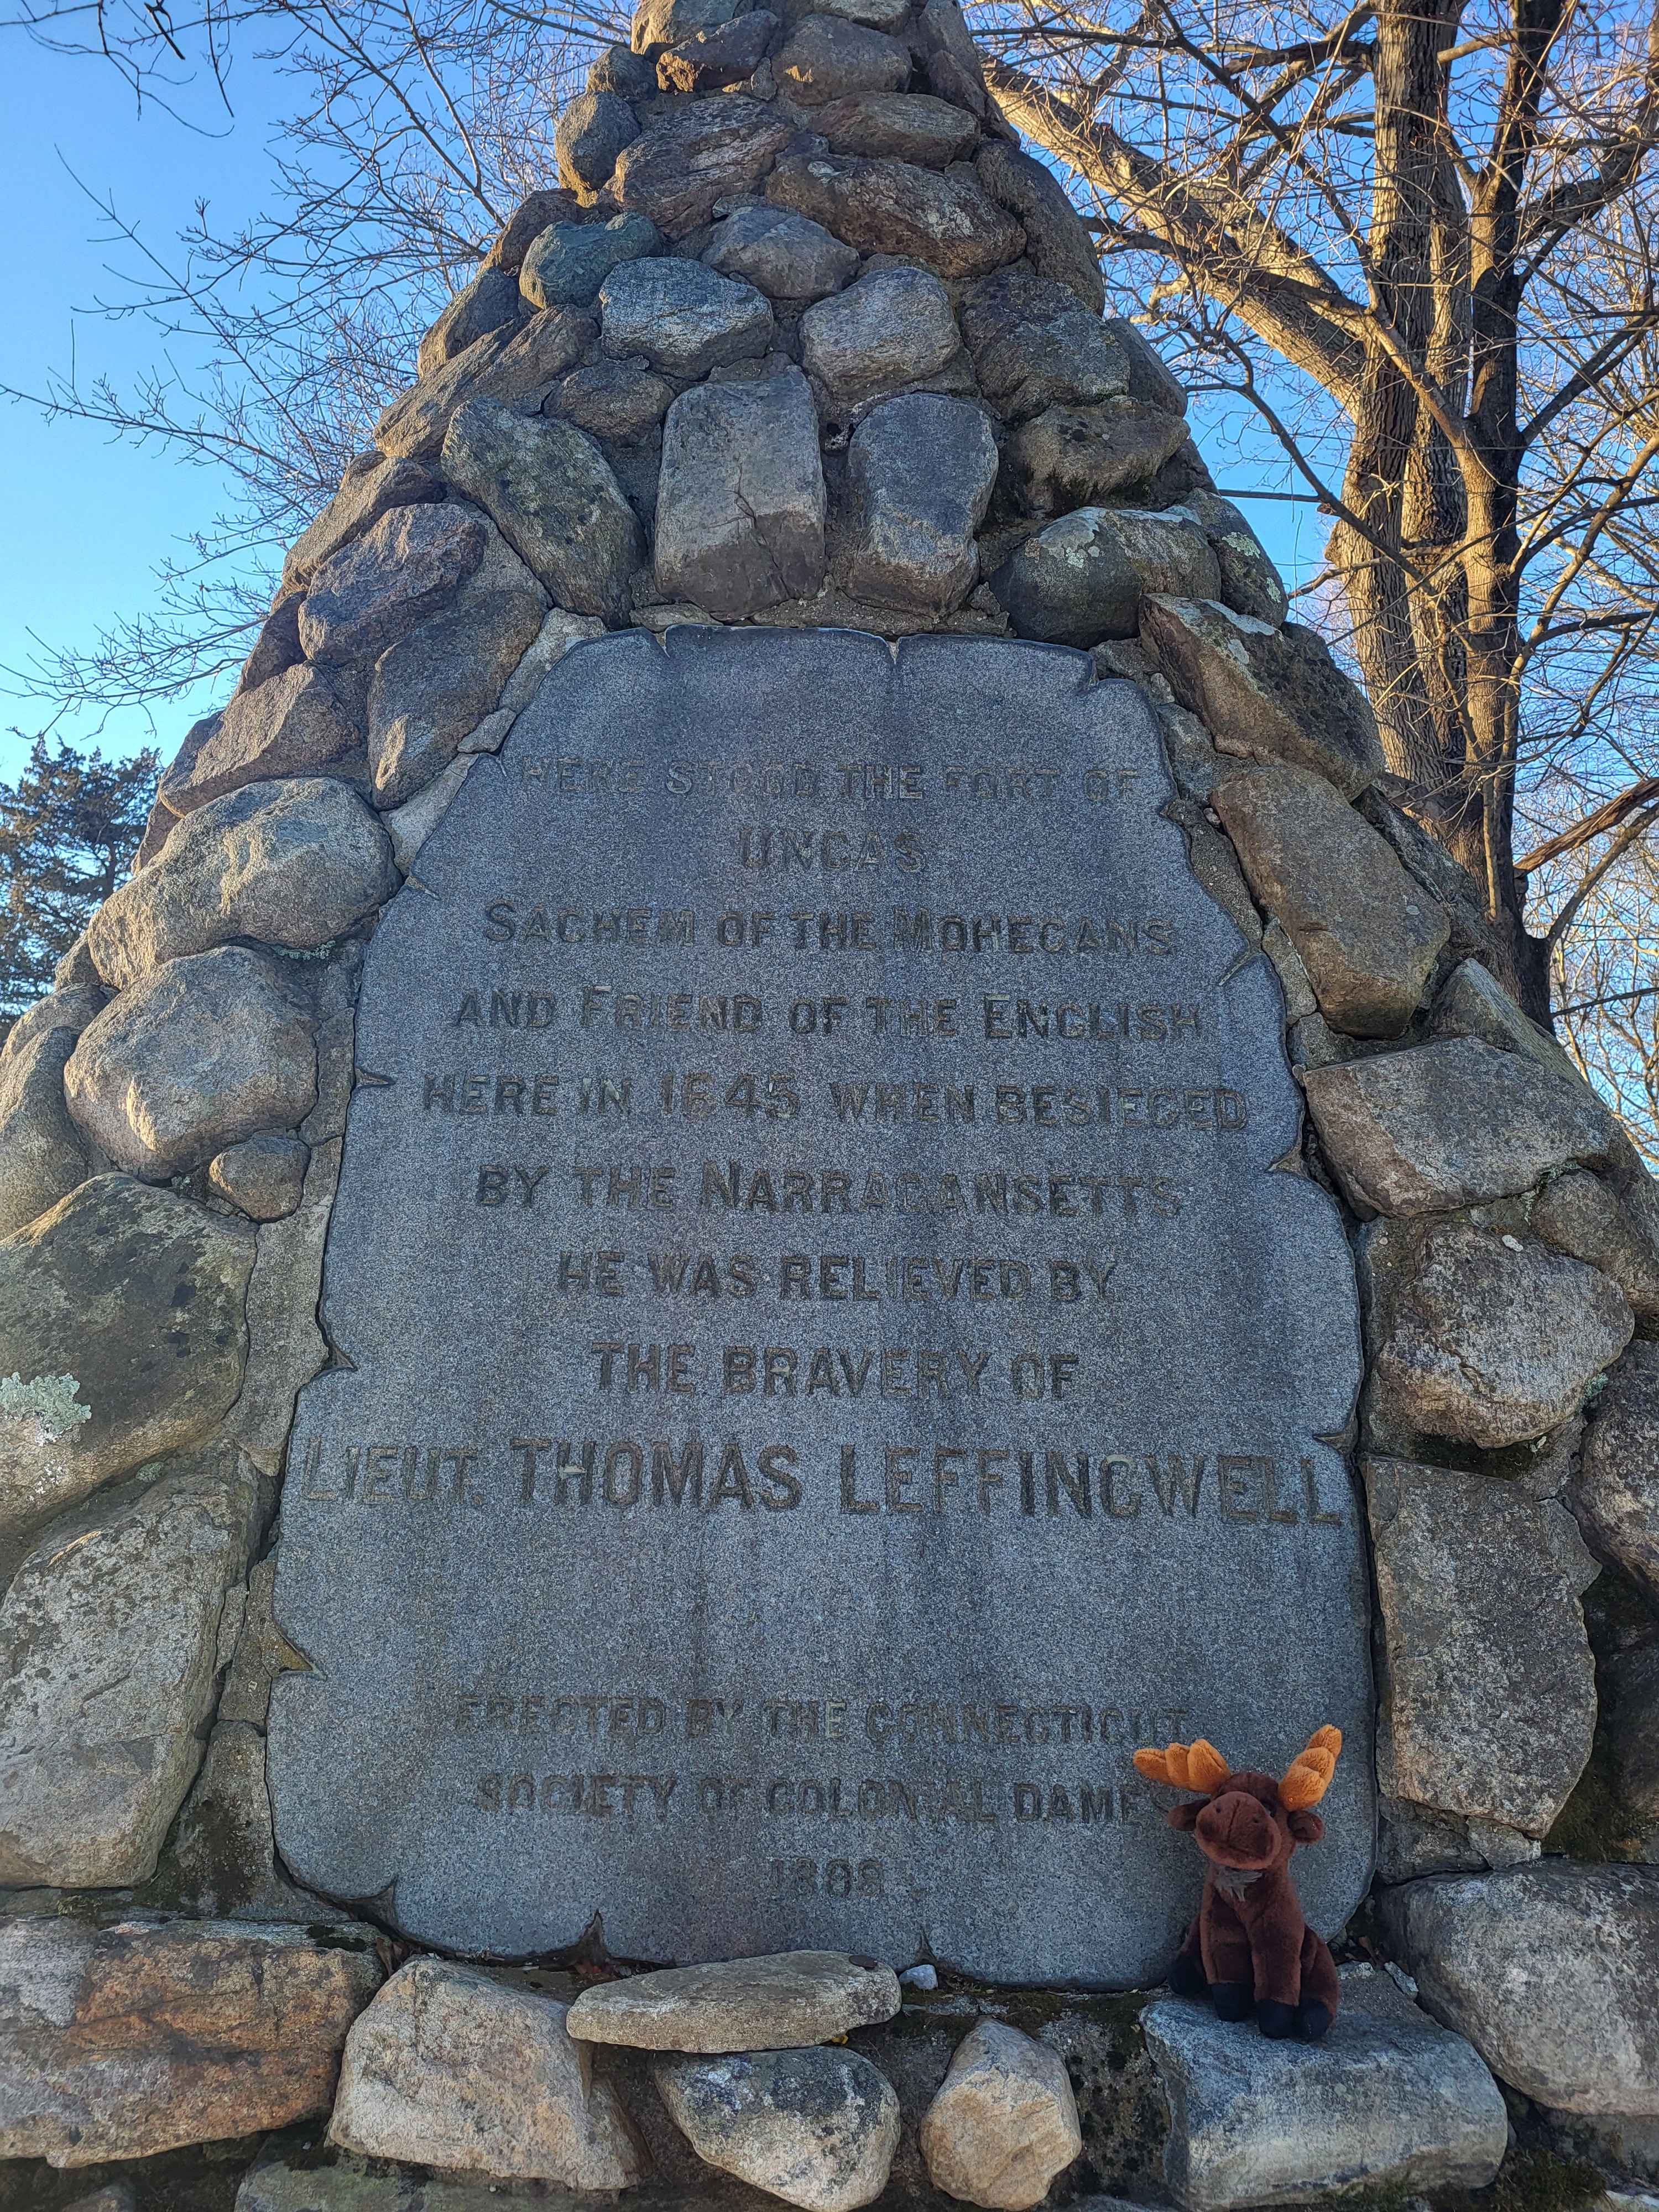 HERE STOOD THE FORT OF
UNCAS
SACHEM OF THE MOHEGANS
AND FRIEND OF THE ENGLISH
HERE IN 1645 WHEN BESIEGED
BY THE NARRAGANSETTS
HE WAS RELIEVED BY
THE BRAVERY OF
LIEUT. THOMAS LEFFINGWELL
ERECTED BY THE CONNECTICUT
SOCIETY OF COLONIAL DAME